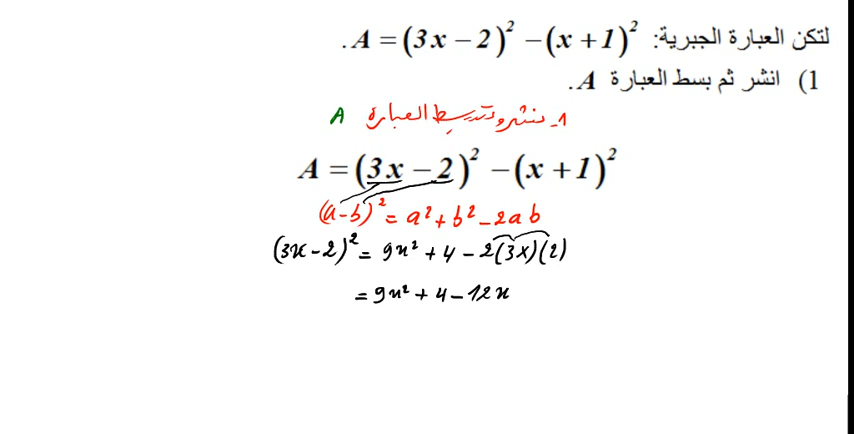 لتكن العبارة الجبرية: A = (3x − 2)² − (x + 1)² .
1) انشر ثم بسط العبارة A .
1- نشر وتبسيط العبارة A
A = (3x − 2)² − (x + 1)²
(a-b)² = a² + b² - 2ab
(3x - 2)² = 9x² + 4 - 2(3x)(2)
= 9x² + 4 - 12x